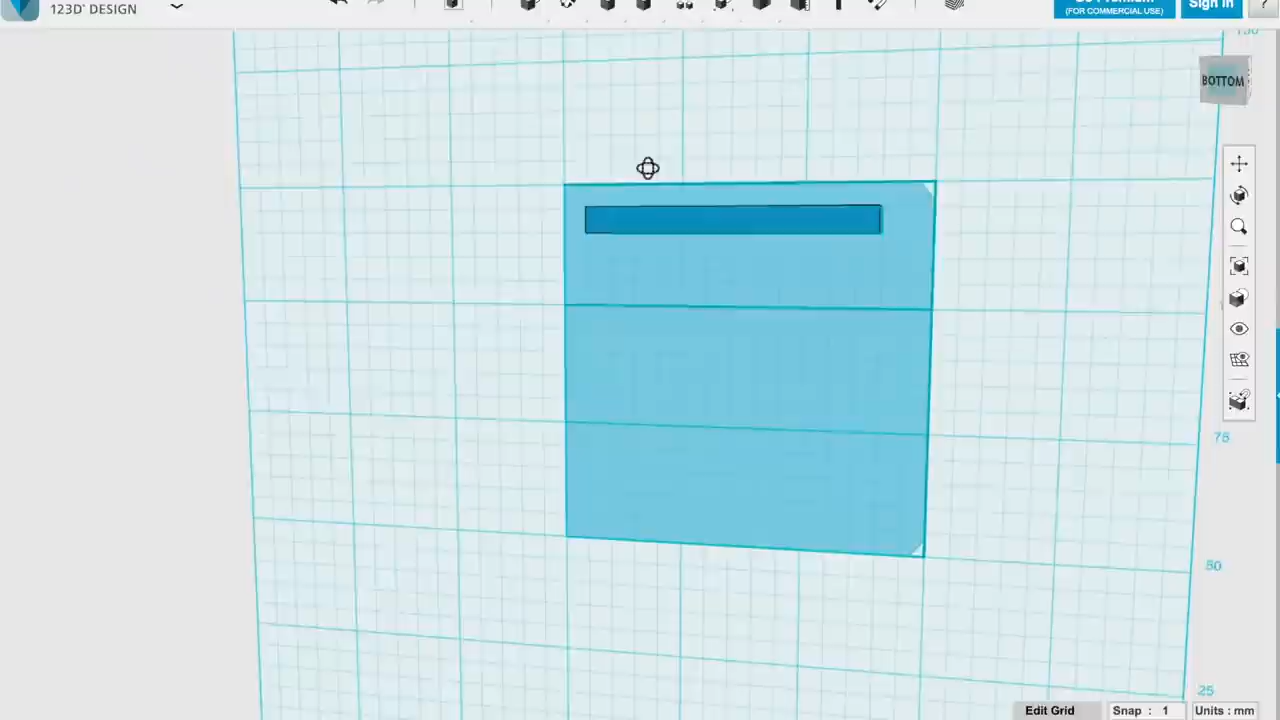 123D® DESIGN
(FOR COMMERCIAL USE)
Sign In
?
BOTTOM
75
50
25
Edit Grid
Snap : 1
Units : mm